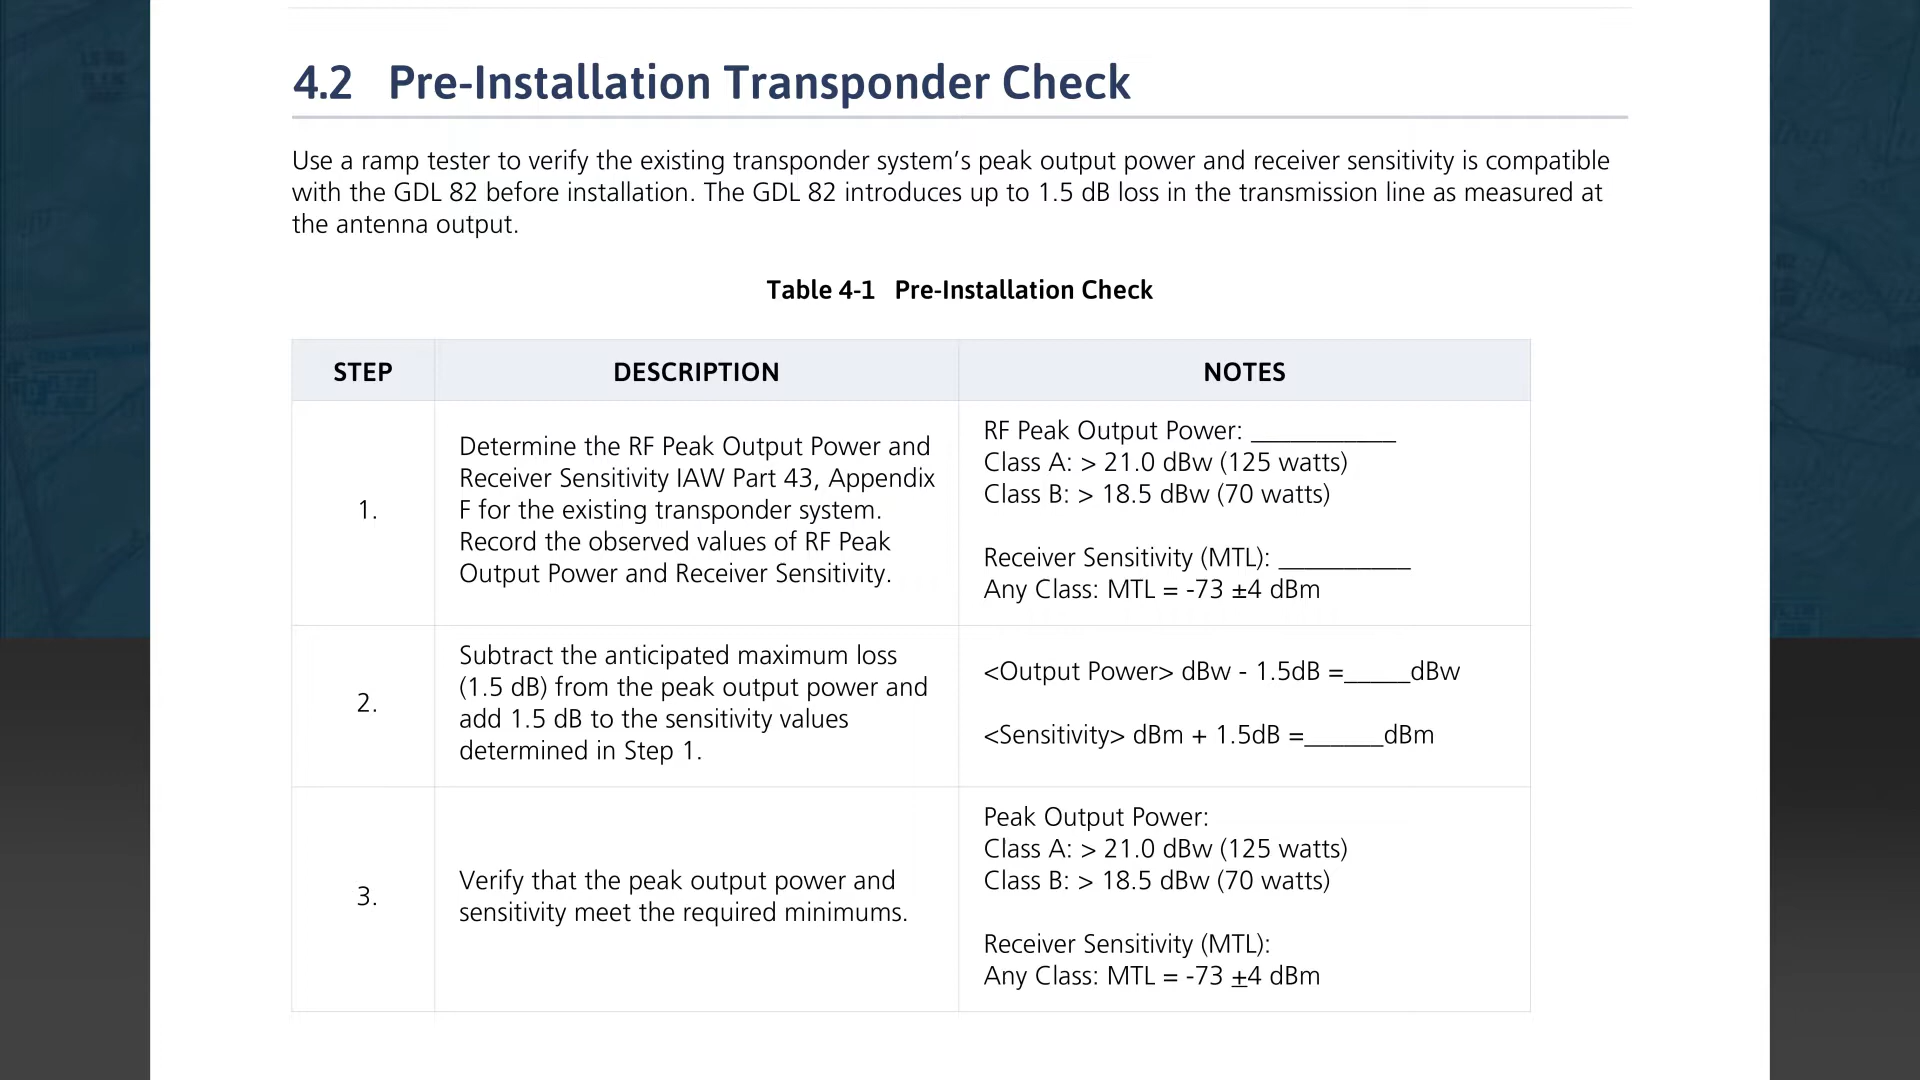 4.2 Pre-Installation Transponder Check
Use a ramp tester to verify the existing transponder system’s peak output power and receiver sensitivity is compatible
with the GDL 82 before installation. The GDL 82 introduces up to 1.5 dB loss in the transmission line as measured at
the antenna output.
Table 4-1 Pre-Installation Check
STEP DESCRIPTION NOTES
1.
Determine the RF Peak Output Power and
Receiver Sensitivity IAW Part 43, Appendix
F for the existing transponder system.
Record the observed values of RF Peak
Output Power and Receiver Sensitivity.
RF Peak Output Power: ___________
Class A: > 21.0 dBw (125 watts)
Class B: > 18.5 dBw (70 watts)
Receiver Sensitivity (MTL): __________
Any Class: MTL = -73 ±4 dBm
2.
Subtract the anticipated maximum loss
(1.5 dB) from the peak output power and
add 1.5 dB to the sensitivity values
determined in Step 1.
<Output Power> dBw - 1.5dB =_____dBw
<Sensitivity> dBm + 1.5dB =______dBm
3.
Verify that the peak output power and
sensitivity meet the required minimums.
Peak Output Power:
Class A: > 21.0 dBw (125 watts)
Class B: > 18.5 dBw (70 watts)
Receiver Sensitivity (MTL):
Any Class: MTL = -73 ±4 dBm